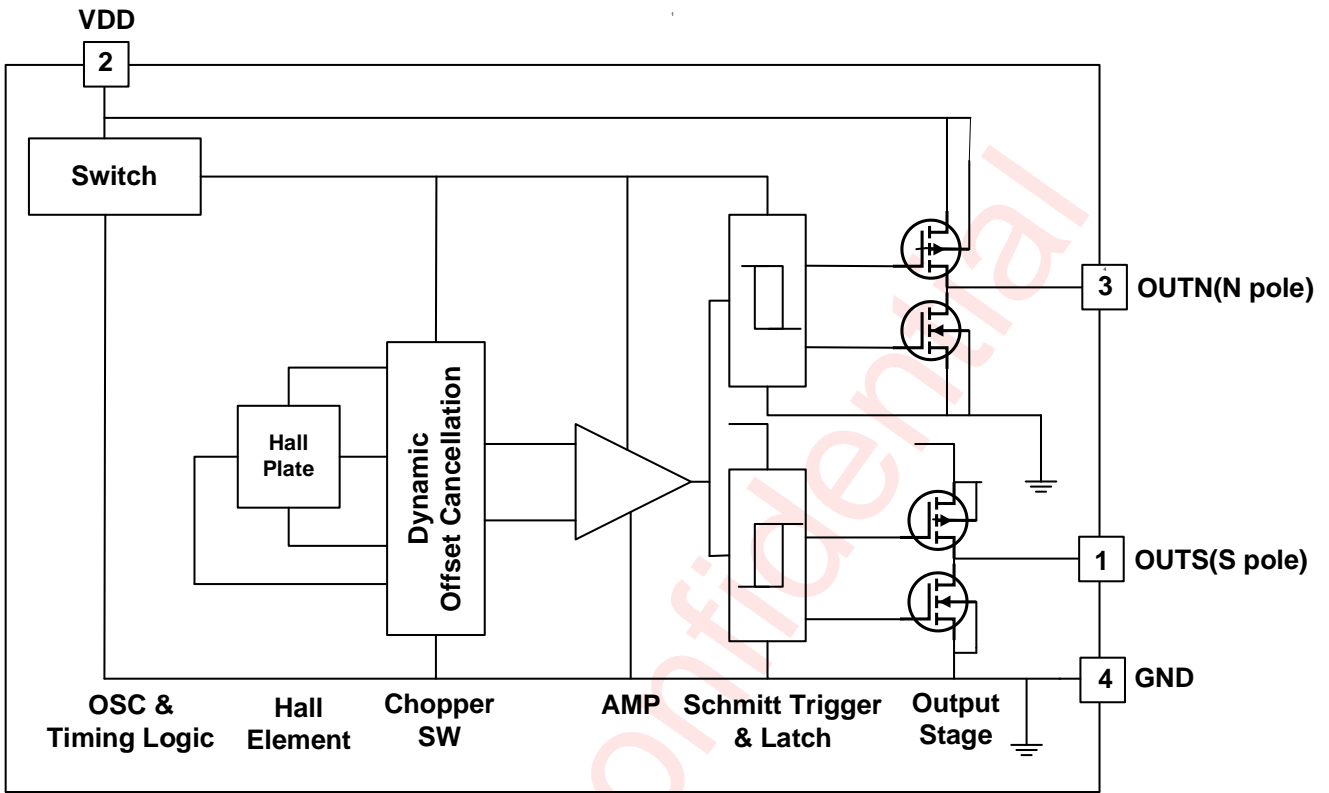 VDD
2
Switch
3
OUTN(N pole)
Hall
Plate
Dynamic
Offset Cancellation
1
OUTS(S pole)
4
GND
OSC &
Timing Logic
Hall
Element
Chopper
SW
AMP
Schmitt Trigger
& Latch
Output
Stage
onfidential